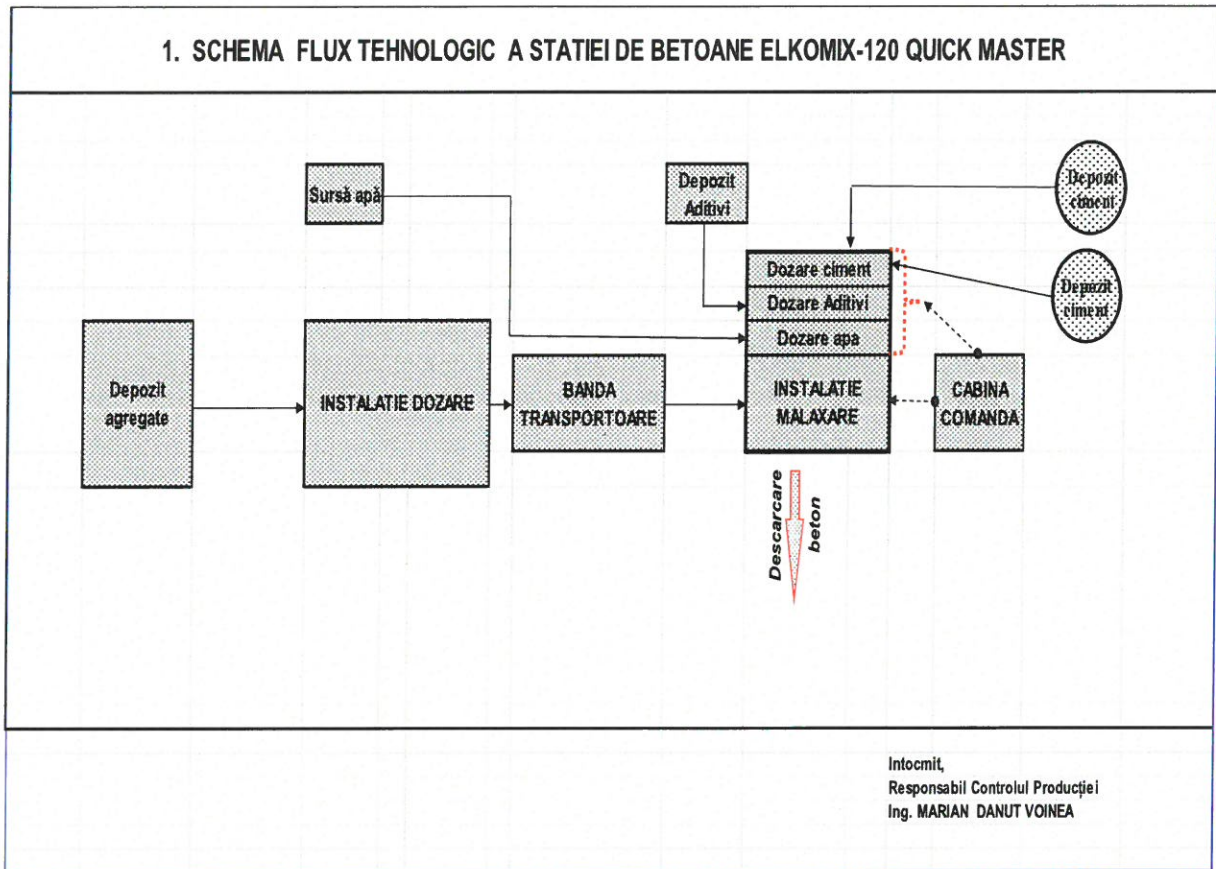 1. SCHEMA FLUX TEHNOLOGIC A STATIEI DE BETOANE ELKOMIX-120 QUICK MASTER
Sursă apă
Depozit
Aditivi
Depozit
ciment
Dozare ciment
Dozare Aditivi
Dozare apa
Depozit
ciment
Depozit
agregate
INSTALATIE DOZARE
BANDA
TRANSPORTOARE
INSTALATIE
MALAXARE
CABINA
COMANDA
Descarcare
beton
Intocmit,
Responsabil Controlul Producției
Ing. MARIAN DANUT VOINEA